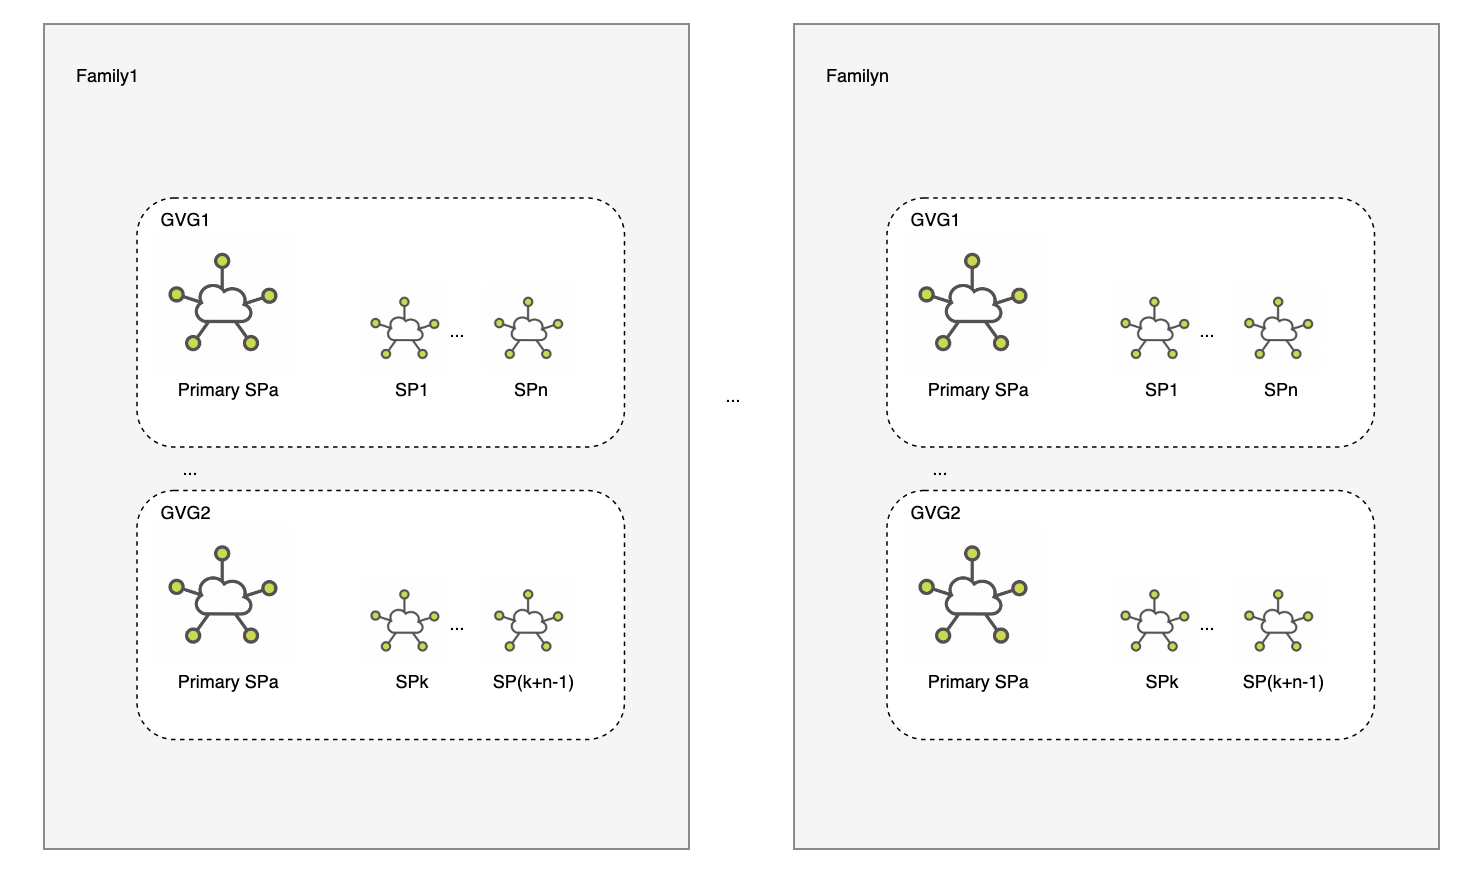 Family1
GVG1
...
Primary SPa SP1 SPn
...
GVG2
...
Primary SPa SPk SP(k+n-1)
...
Familyn
GVG1
...
Primary SPa SP1 SPn
...
GVG2
...
Primary SPa SPk SP(k+n-1)